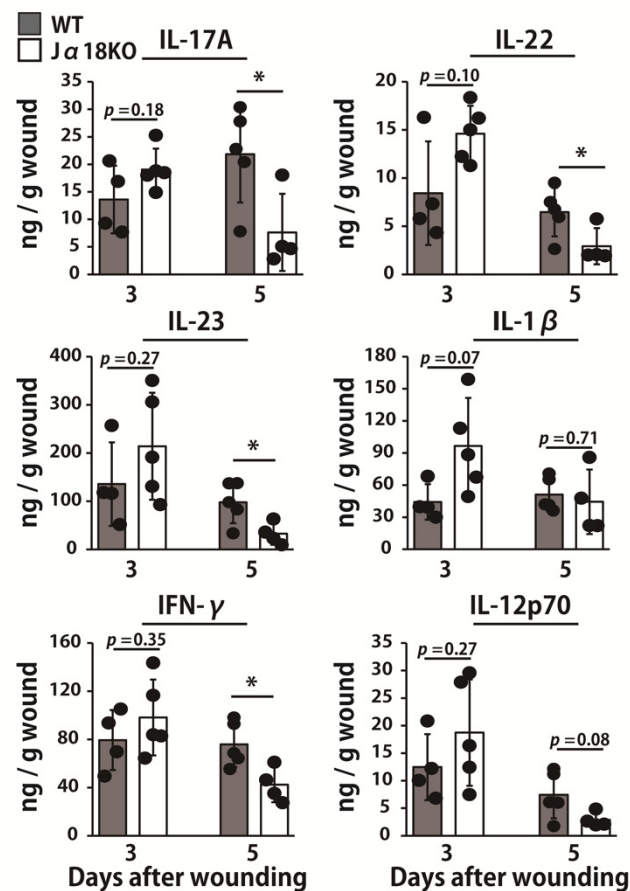 WT
Jα18KO
IL-17A
ng / g wound
35
30
25
20
15
10
5
0
p=0.18
*
3
5
IL-22
ng / g wound
20
15
10
5
0
p=0.10
*
3
5
IL-23
ng / g wound
400
300
200
100
0
p=0.27
*
3
5
IL-1β
ng / g wound
180
150
120
90
60
30
0
p=0.07
p=0.71
3
5
IFN-γ
ng / g wound
160
120
80
40
0
p=0.35
*
3
5
Days after wounding
IL-12p70
ng / g wound
35
30
25
20
15
10
5
0
p=0.27
p=0.08
3
5
Days after wounding